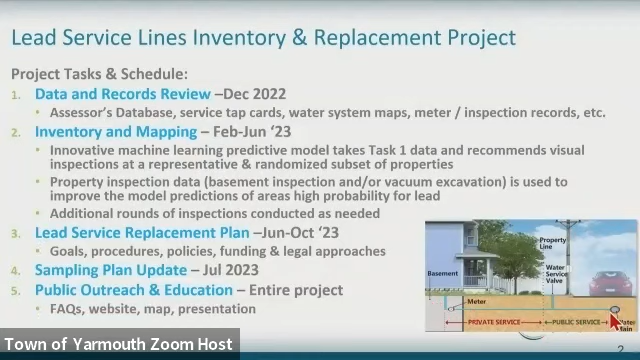 Lead Service Lines Inventory & Replacement Project
Project Tasks & Schedule:
1. Data and Records Review –Dec 2022
• Assessor's Database, service tap cards, water system maps, meter / inspection records, etc.
2. Inventory and Mapping – Feb-Jun '23
• Innovative machine learning predictive model takes Task 1 data and recommends visual
inspections at a representative & randomized subset of properties
• Property inspection data (basement inspection and/or vacuum excavation) is used to
improve the model predictions of areas high probability for lead
• Additional rounds of inspections conducted as needed
3. Lead Service Replacement Plan –Jun-Oct '23
• Goals, procedures, policies, funding & legal approaches
4. Sampling Plan Update – Jul 2023
5. Public Outreach & Education – Entire project
• FAQs, website, map, presentation
Property
Line
Basement
Water
Service
Valve
Meter
PRIVATE SERVICE
PUBLIC SERVICE
Water
Main
Town of Yarmouth Zoom Host
2